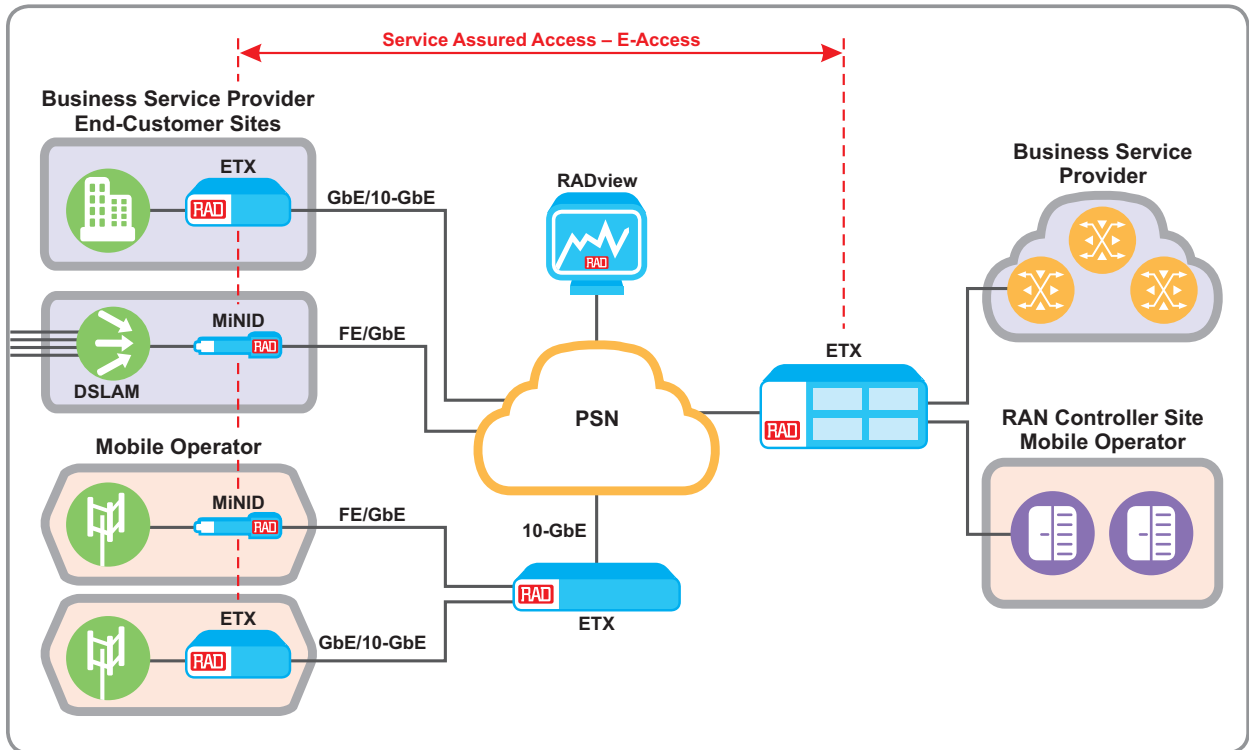 Service Assured Access – E-Access
Business Service Provider
End-Customer Sites
ETX
RAD
GbE/10-GbE
MiNID
RAD
FE/GbE
DSLAM
Mobile Operator
MiNID
RAD
FE/GbE
ETX
RAD
GbE/10-GbE
RADview
RAD
PSN
10-GbE
RAD
ETX
ETX
RAD
Business Service
Provider
RAN Controller Site
Mobile Operator